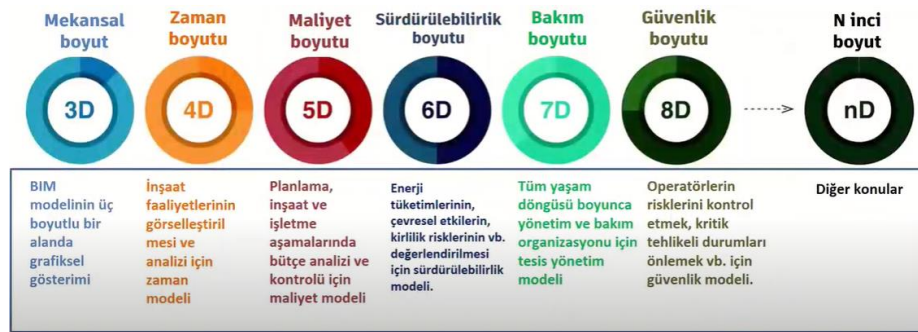 Mekansal
boyut
Zaman
boyutu
Maliyet
boyutu
Sürdürülebilirlik
boyutu
Bakım
boyutu
Güvenlik
boyutu
N inci
boyut
3D
4D
5D
6D
7D
8D
nD
BIM
modelinin üç
boyutlu bir
alanda
grafiksel
gösterimi
İnşaat
faaliyetlerinin
görselleştiril
mesi ve
analizi için
zaman
modeli
Planlama,
inşaat ve
işletme
aşamalarında
bütçe analizi ve
kontrolü için
maliyet modeli
Enerji
tüketimlerinin,
çevresel etkilerin,
kirlilik risklerinin vb.
değerlendirilmesi
için sürdürülebilirlik
modeli.
Tüm yaşam
döngüsü boyunca
yönetim ve bakım
organizasyonu için
tesis yönetim
modeli
Operatörlerin
risklerini kontrol
etmek, kritik
tehlikeli durumları
önlemek vb. için
güvenlik modeli.
Diğer konular